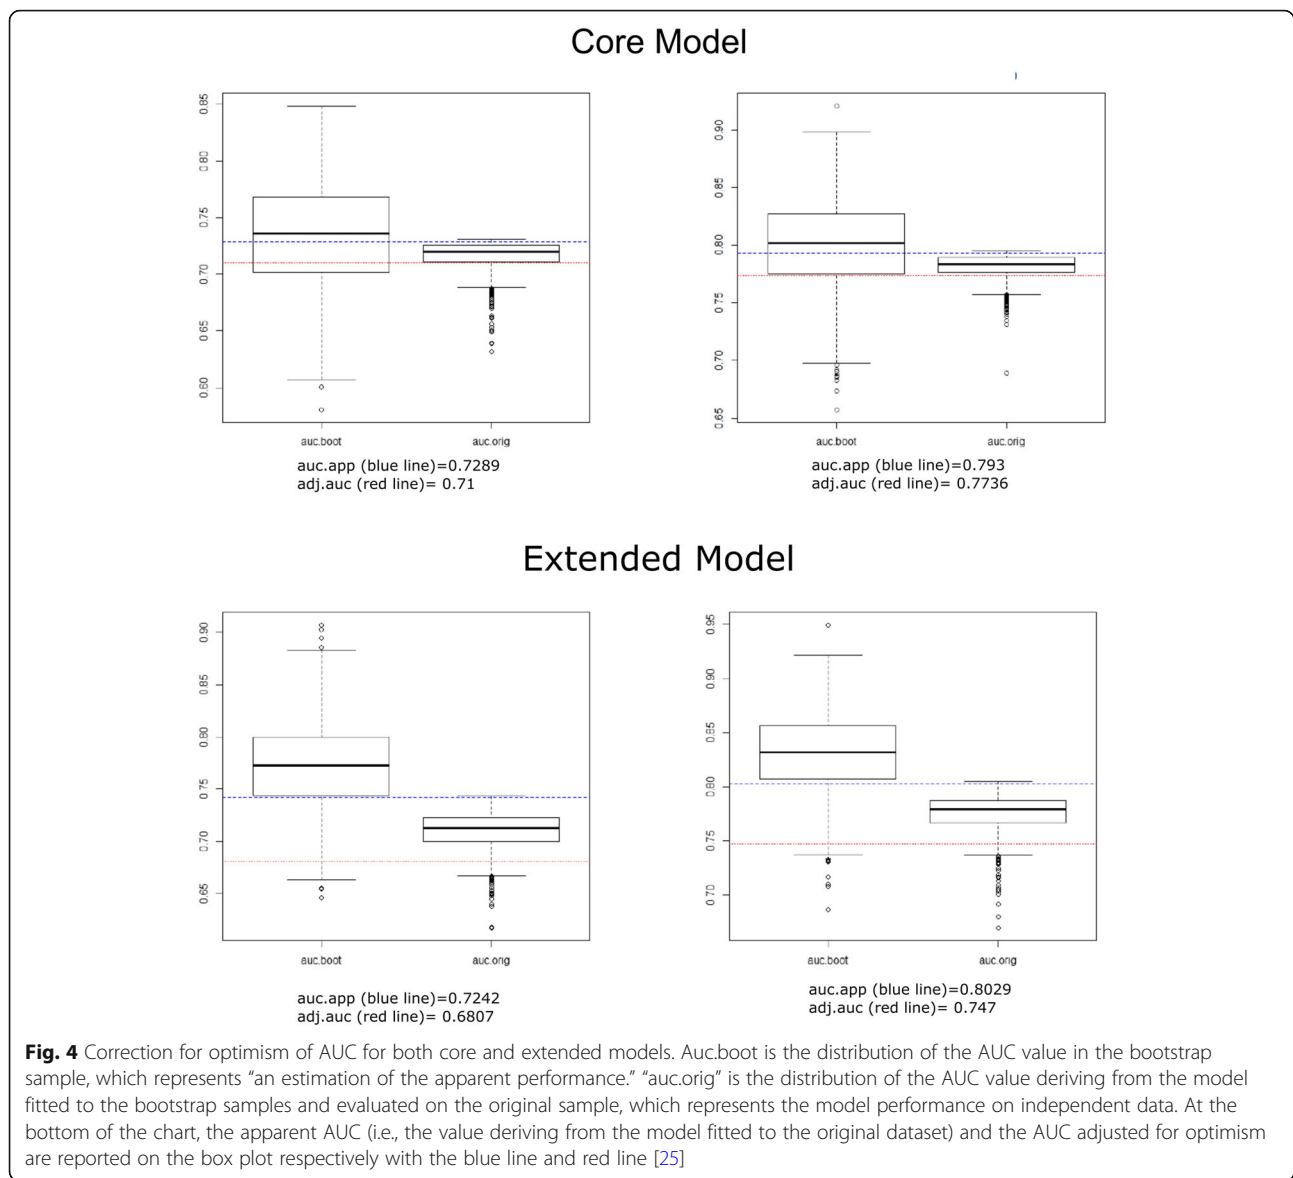 Core Model
0.85
0.80
0.75
0.70
0.65
0.60
auc.boot auc.orig
auc.app (blue line)=0.7289
adj.auc (red line)= 0.71
0.90
0.85
0.80
0.75
0.70
0.65
auc.boot auc.orig
auc.app (blue line)=0.793
adj.auc (red line)= 0.7736
Extended Model
0.90
0.85
0.80
0.75
0.70
0.65
auc.boot auc.orig
auc.app (blue line)=0.7242
adj.auc (red line)= 0.6807
0.95
0.90
0.85
0.80
0.75
0.70
auc.boot auc.orig
auc.app (blue line)=0.8029
adj.auc (red line)= 0.747
Fig. 4 Correction for optimism of AUC for both core and extended models. Auc.boot is the distribution of the AUC value in the bootstrap
sample, which represents “an estimation of the apparent performance.” “auc.orig” is the distribution of the AUC value deriving from the model
fitted to the bootstrap samples and evaluated on the original sample, which represents the model performance on independent data. At the
bottom of the chart, the apparent AUC (i.e., the value deriving from the model fitted to the original dataset) and the AUC adjusted for optimism
are reported on the box plot respectively with the blue line and red line [25]